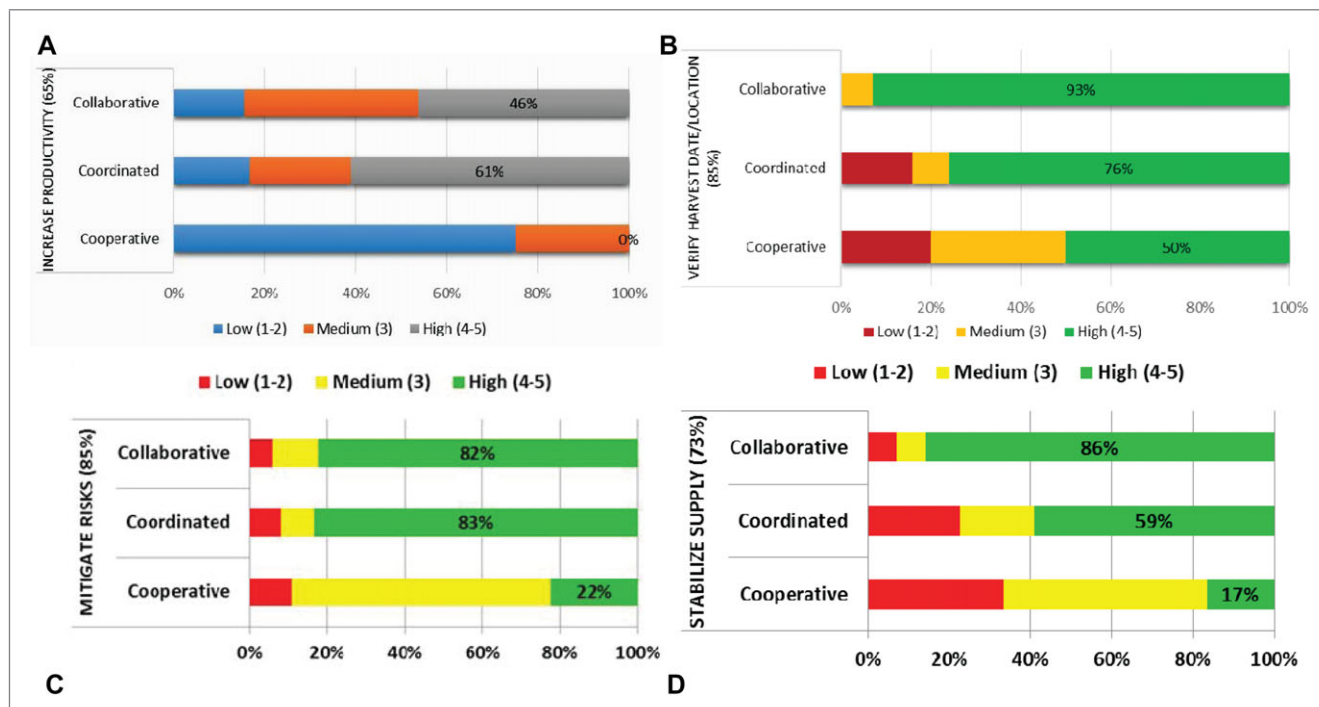 A
INCREASE PRODUCTIVITY (65%)
Collaborative
46%
Coordinated
61%
Cooperative
0%
0% 20% 40% 60% 80% 100%
Low (1-2) Medium (3) High (4-5)
B
VERIFY HARVEST DATE/LOCATION
(85%)
Collaborative
93%
Coordinated
76%
Cooperative
50%
0% 20% 40% 60% 80% 100%
Low (1-2) Medium (3) High (4-5)
Low (1-2) Medium (3) High (4-5)
MITIGATE RISKS (85%)
Collaborative
82%
Coordinated
83%
Cooperative
22%
0% 20% 40% 60% 80% 100%
C
Low (1-2) Medium (3) High (4-5)
STABILIZE SUPPLY (73%)
Collaborative
86%
Coordinated
59%
Cooperative
17%
0% 20% 40% 60% 80% 100%
D